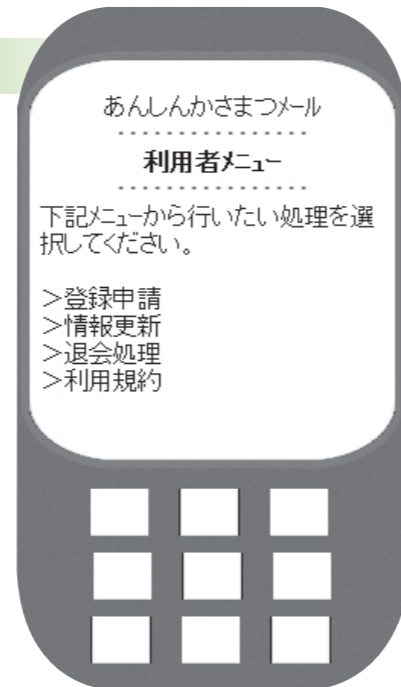 あんしんかさまつメール
利用者メニュー
下記メニューから行いたい処理を選
択してください。
＞登録申請
＞情報更新
＞退会処理
＞利用規約